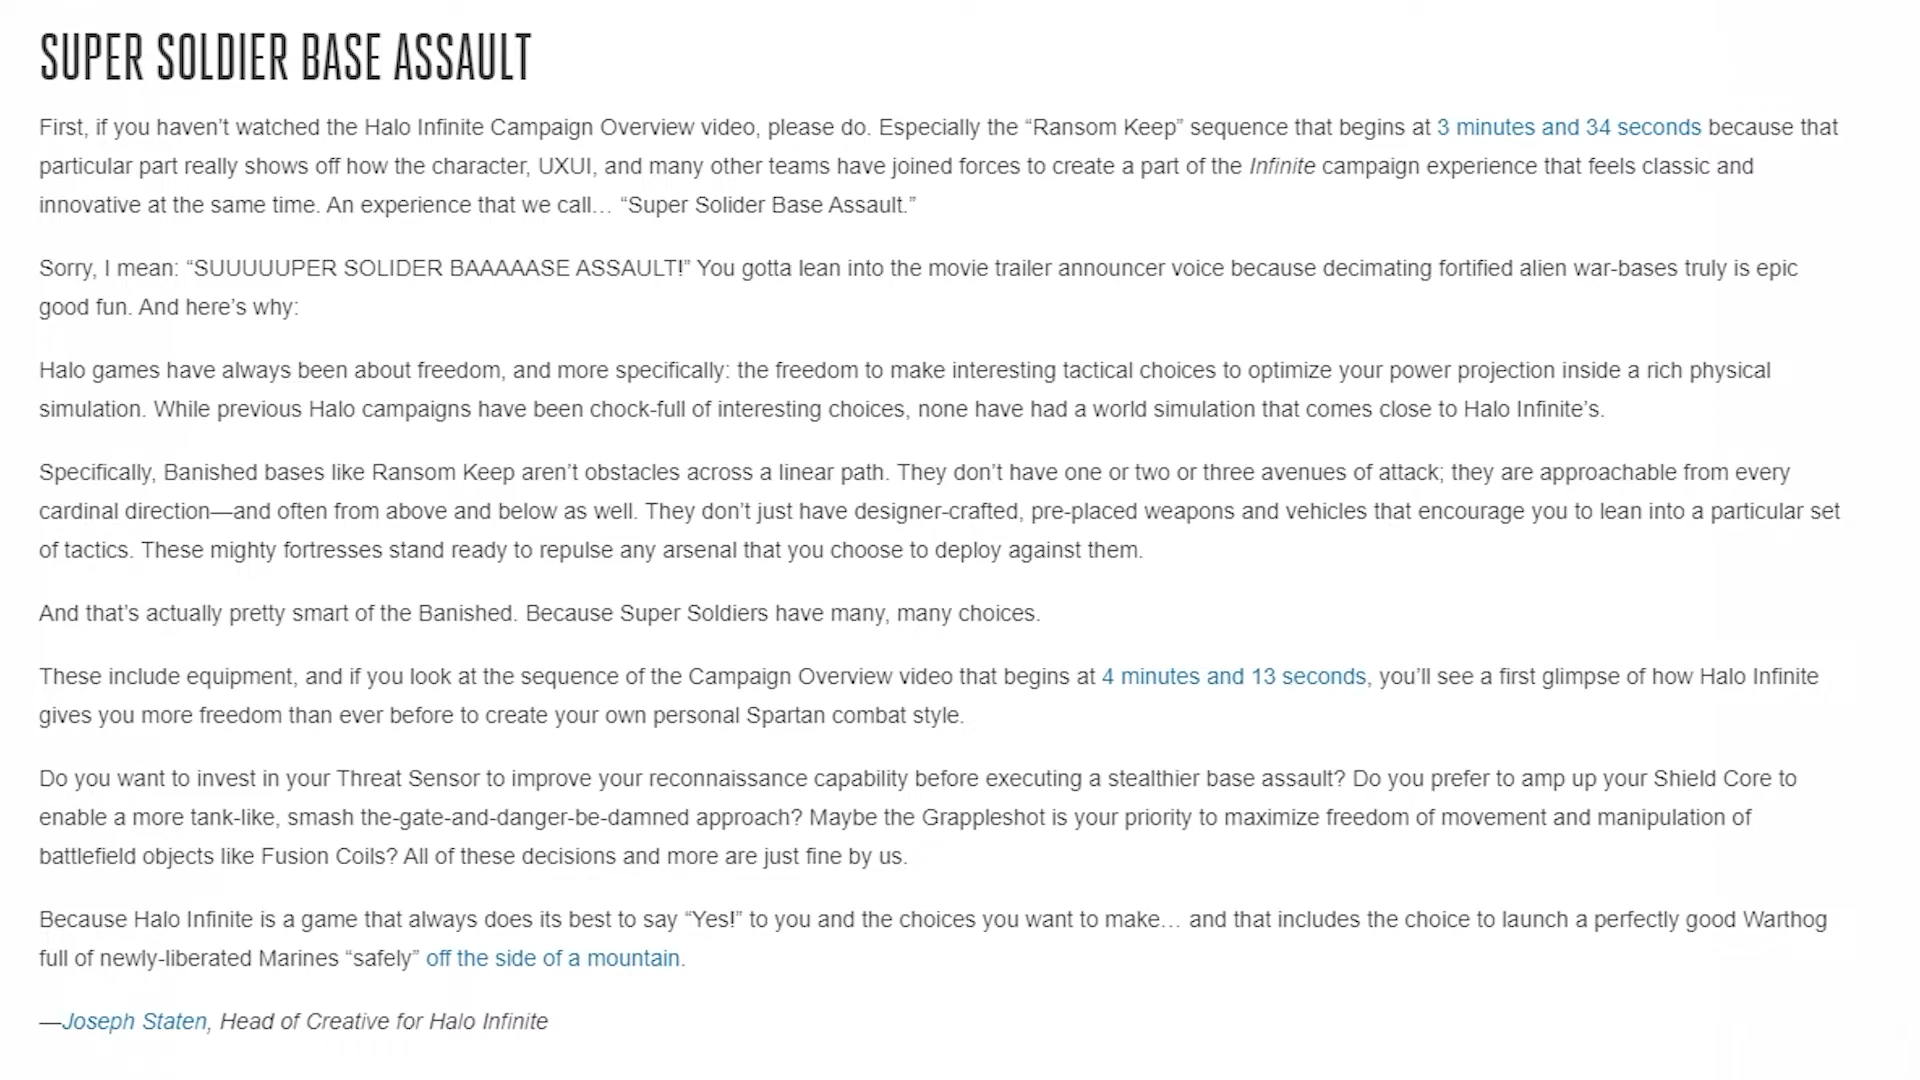 SUPER SOLDIER BASE ASSAULT
First, if you haven’t watched the Halo Infinite Campaign Overview video, please do. Especially the “Ransom Keep” sequence that begins at 3 minutes and 34 seconds because that
particular part really shows off how the character, UXUI, and many other teams have joined forces to create a part of the Infinite campaign experience that feels classic and
innovative at the same time. An experience that we call… “Super Solider Base Assault.”
Sorry, I mean: “SUUUUUPER SOLIDER BAAAAASE ASSAULT!” You gotta lean into the movie trailer announcer voice because decimating fortified alien war-bases truly is epic
good fun. And here’s why:
Halo games have always been about freedom, and more specifically: the freedom to make interesting tactical choices to optimize your power projection inside a rich physical
simulation. While previous Halo campaigns have been chock-full of interesting choices, none have had a world simulation that comes close to Halo Infinite’s.
Specifically, Banished bases like Ransom Keep aren’t obstacles across a linear path. They don’t have one or two or three avenues of attack; they are approachable from every
cardinal direction—and often from above and below as well. They don’t just have designer-crafted, pre-placed weapons and vehicles that encourage you to lean into a particular set
of tactics. These mighty fortresses stand ready to repulse any arsenal that you choose to deploy against them.
And that’s actually pretty smart of the Banished. Because Super Soldiers have many, many choices.
These include equipment, and if you look at the sequence of the Campaign Overview video that begins at 4 minutes and 13 seconds, you’ll see a first glimpse of how Halo Infinite
gives you more freedom than ever before to create your own personal Spartan combat style.
Do you want to invest in your Threat Sensor to improve your reconnaissance capability before executing a stealthier base assault? Do you prefer to amp up your Shield Core to
enable a more tank-like, smash the-gate-and-danger-be-damned approach? Maybe the Grappleshot is your priority to maximize freedom of movement and manipulation of
battlefield objects like Fusion Coils? All of these decisions and more are just fine by us.
Because Halo Infinite is a game that always does its best to say “Yes!” to you and the choices you want to make… and that includes the choice to launch a perfectly good Warthog
full of newly-liberated Marines “safely” off the side of a mountain.
—Joseph Staten, Head of Creative for Halo Infinite